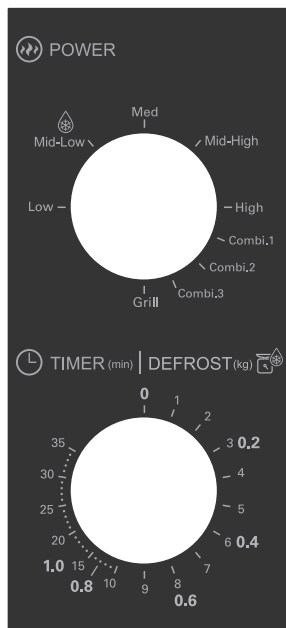 POWER
Med
Mid-Low
Mid-High
Low
High
Combi.1
Combi.2
Combi.3
Grill
TIMER (min) | DEFROST (kg)
0
1
2
3 0.2
4
5
6 0.4
7
8
0.6
9
10
15
0.8
1.0
20
25
30
35